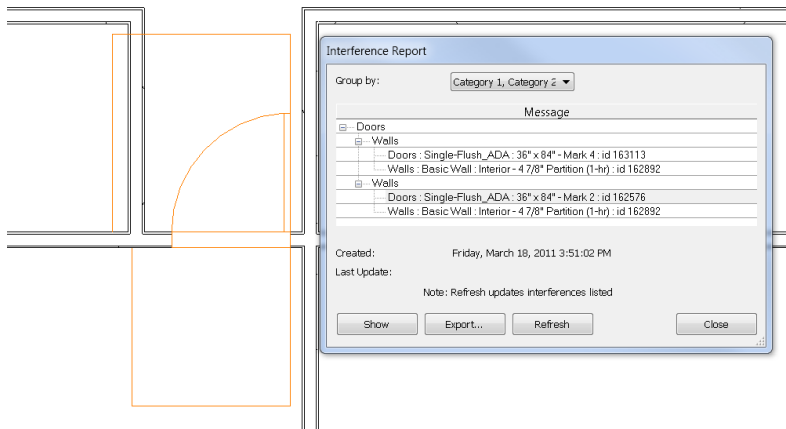 Interference Report
Group by: Category 1, Category 2
Message
Doors
Walls
Doors : Single-Flush_ADA : 36" x 84" - Mark 4 : id 163113
Walls : Basic Wall : Interior - 4 7/8" Partition (1-hr) : id 162892
Walls
Doors : Single-Flush_ADA : 36" x 84" - Mark 2 : id 162576
Walls : Basic Wall : Interior - 4 7/8" Partition (1-hr) : id 162892
Created: Friday, March 18, 2011 3:51:02 PM
Last Update:
Note: Refresh updates interferences listed
Show Export... Refresh Close